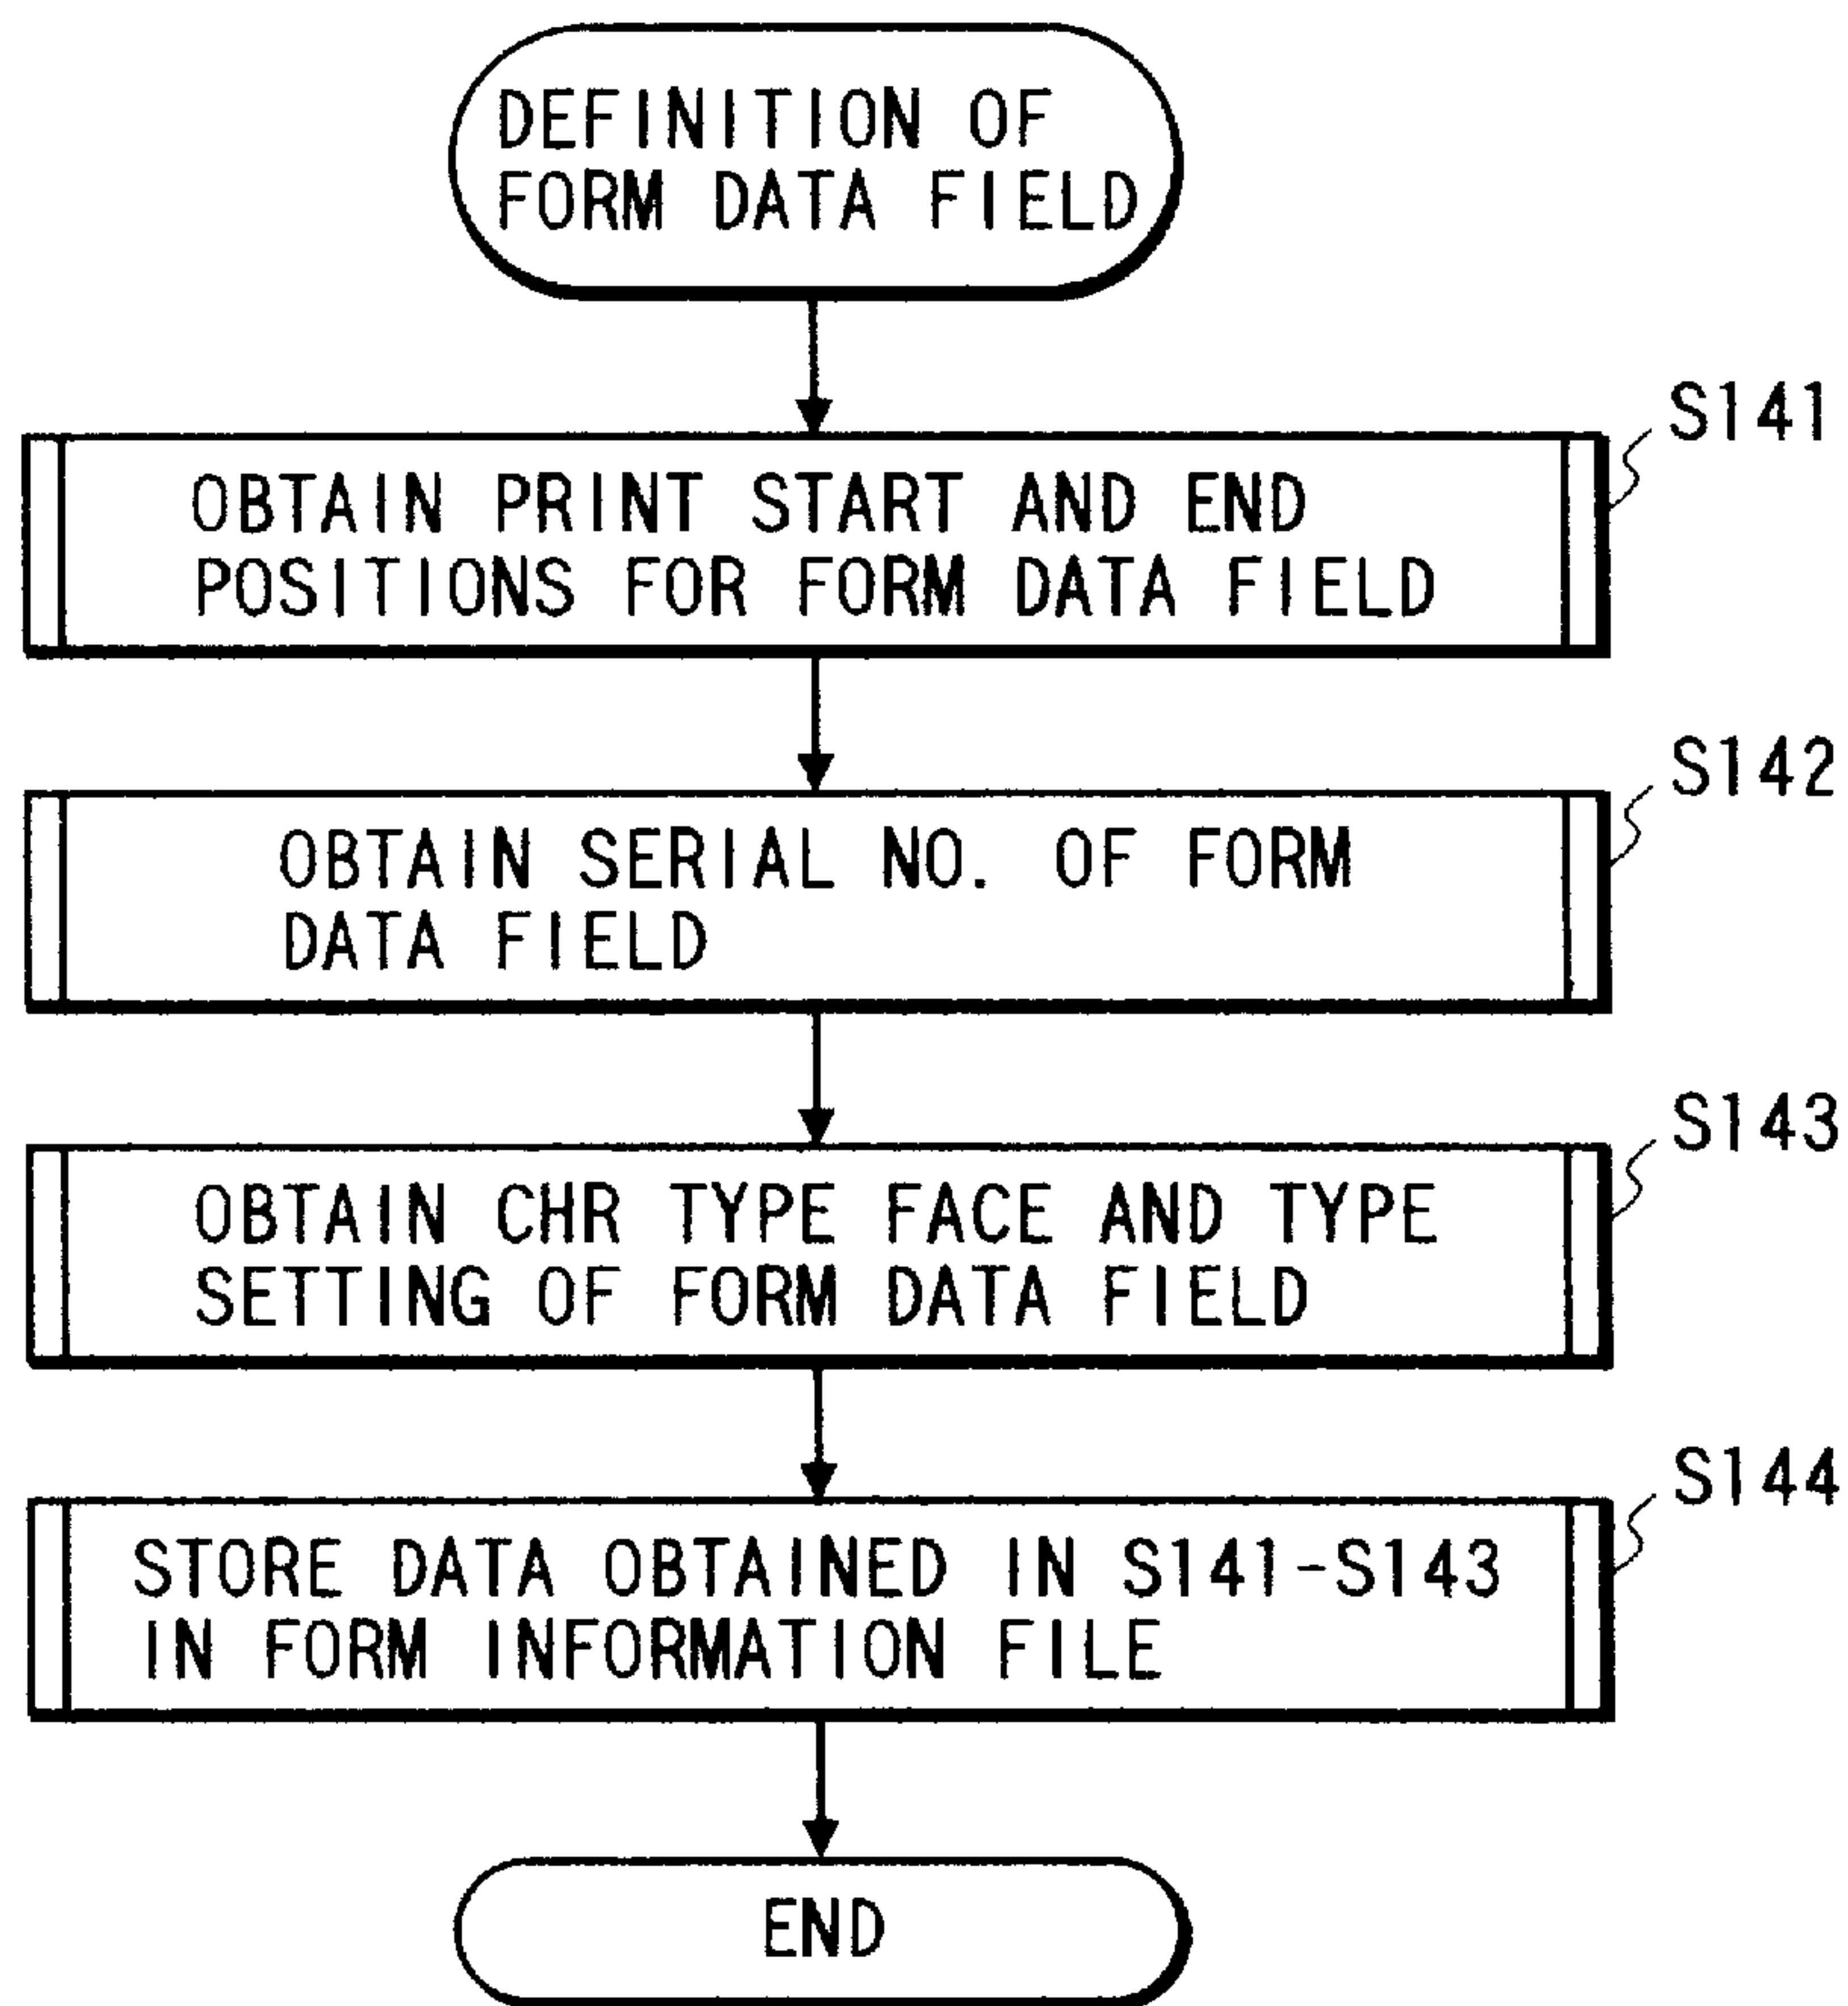 DEFINITION OF
FORM DATA FIELD
S141
OBTAIN PRINT START AND END
POSITIONS FOR FORM DATA FIELD
S142
OBTAIN SERIAL NO. OF FORM
DATA FIELD
S143
OBTAIN CHR TYPE FACE AND TYPE
SETTING OF FORM DATA FIELD
S144
STORE DATA OBTAINED IN S141-S143
IN FORM INFORMATION FILE
END